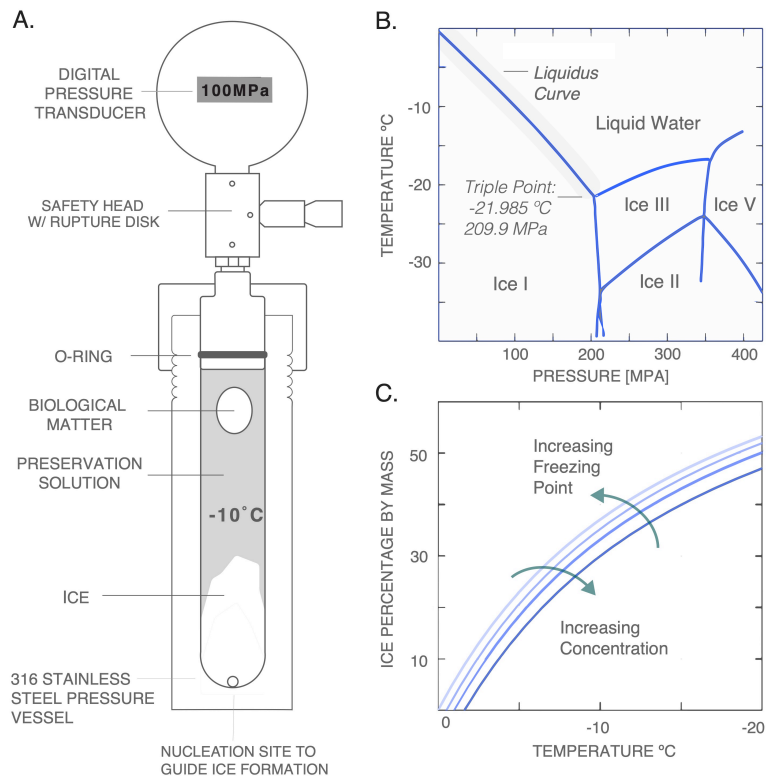 A.
DIGITAL
PRESSURE
TRANSDUCER
100MPa
SAFETY HEAD
W/ RUPTURE DISK
O-RING
BIOLOGICAL
MATTER
PRESERVATION
SOLUTION
-10˚C
ICE
316 STAINLESS
STEEL PRESSURE
VESSEL
NUCLEATION SITE TO
GUIDE ICE FORMATION
B.
TEMPERATURE ºC
-10
-20
-30
Liquidus
Curve
Liquid Water
Triple Point:
-21.985 ºC
209.9 MPa
Ice III
Ice V
Ice I
Ice II
100
200
300
400
PRESSURE [MPA]
C.
ICE PERCENTAGE BY MASS
50
30
10
Increasing
Freezing
Point
Increasing
Concentration
0
-10
-20
TEMPERATURE ºC